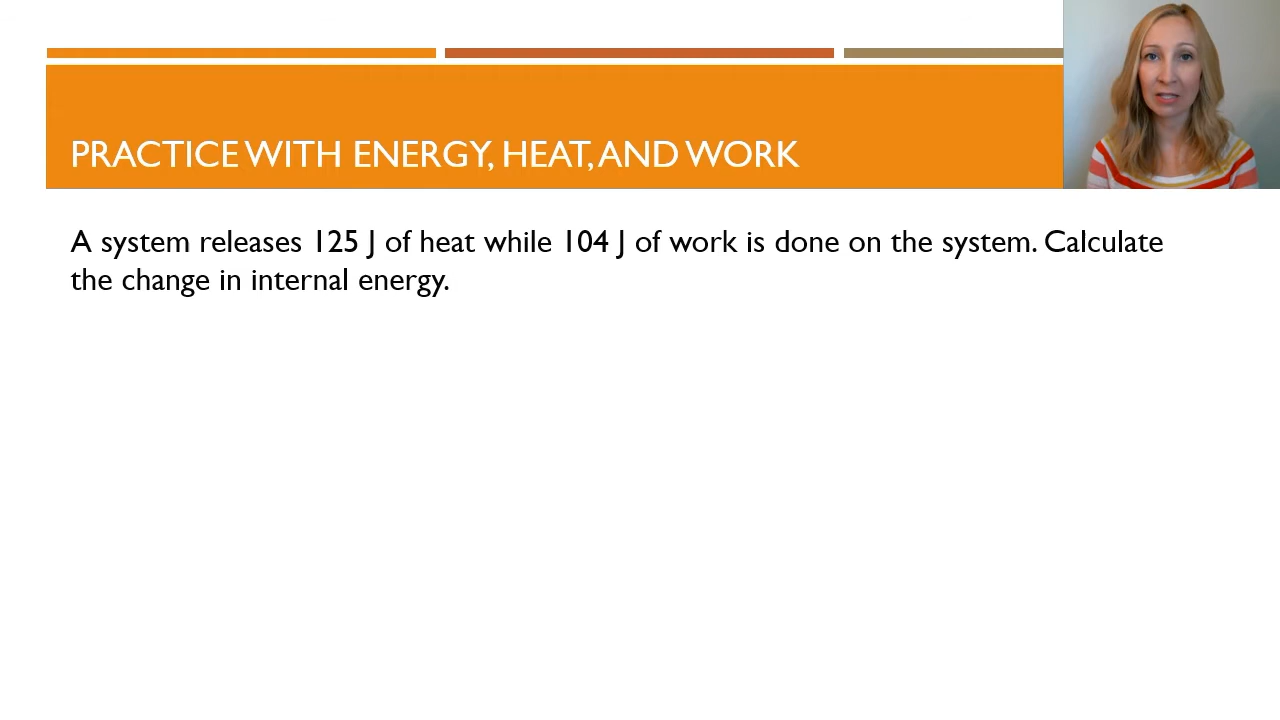 PRACTICE WITH ENERGY, HEAT, AND WORK
A system releases 125 J of heat while 104 J of work is done on the system. Calculate
the change in internal energy.